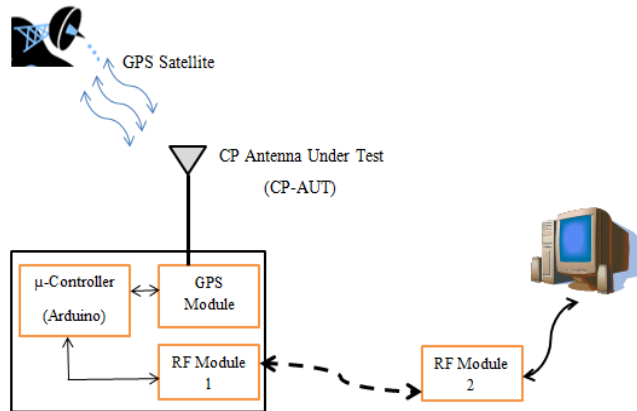 GPS Satellite
CP Antenna Under Test
(CP-AUT)
μ-Controller
(Arduino)
GPS
Module
RF Module
1
RF Module
2